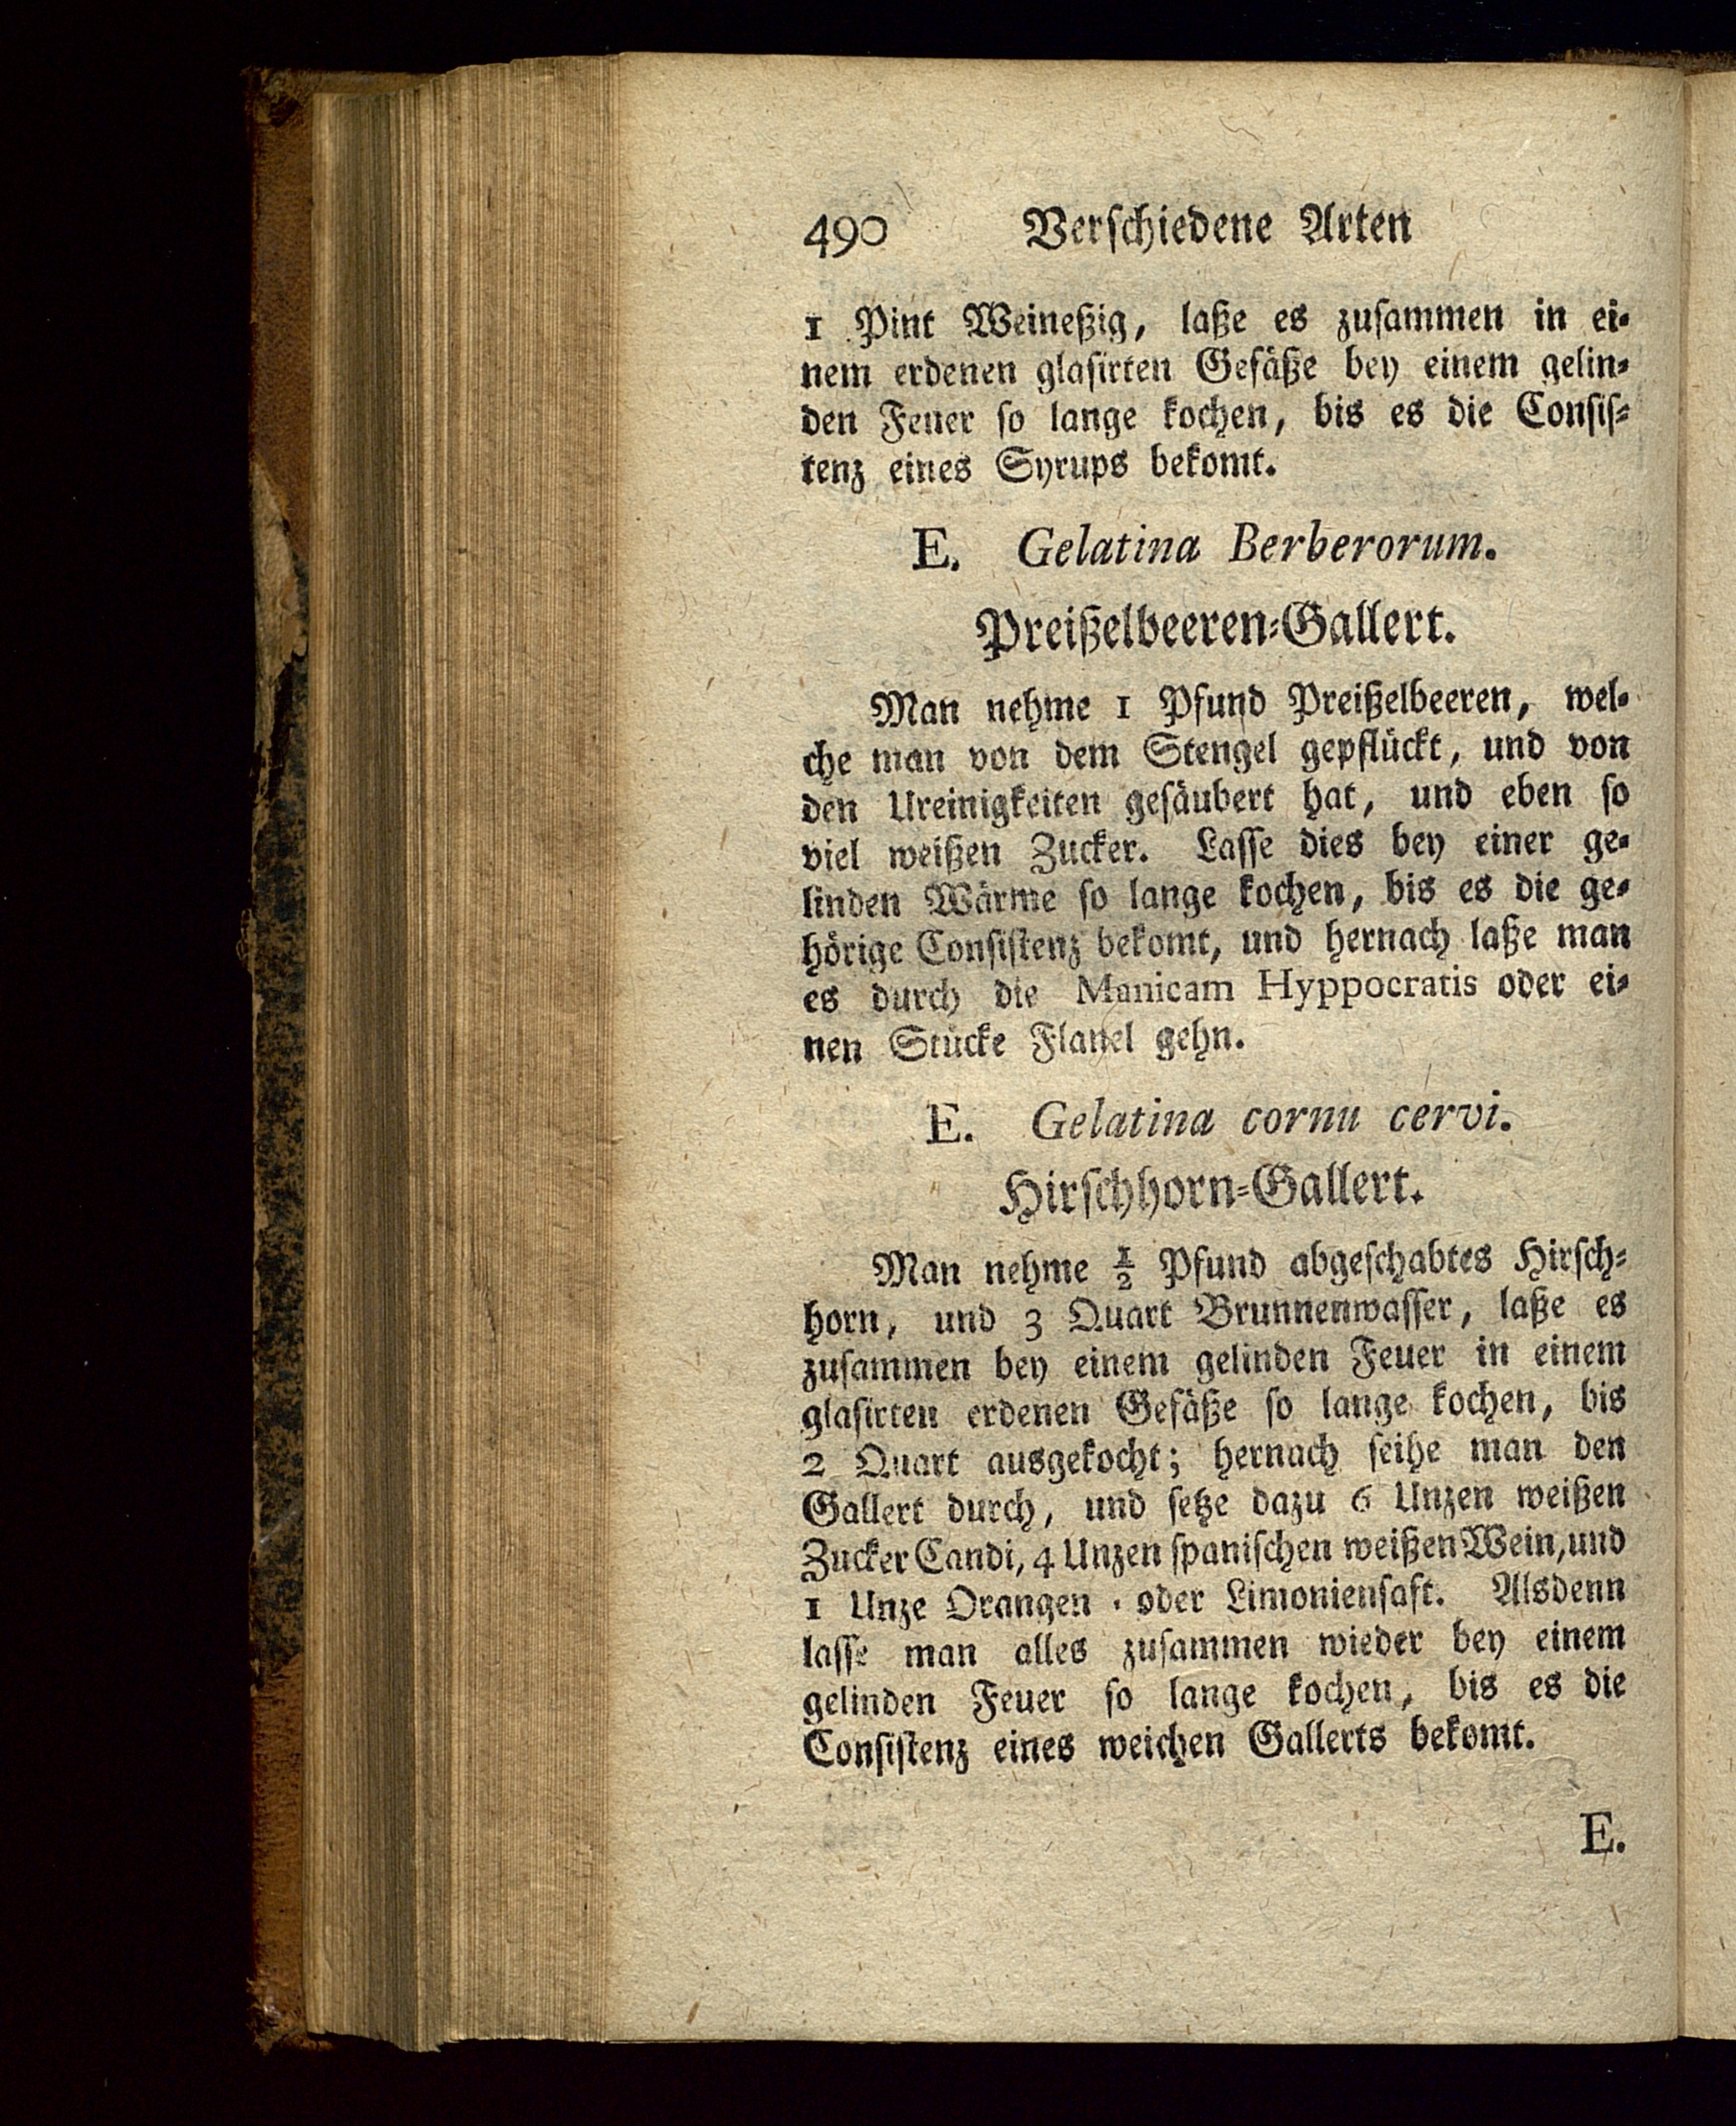 490 Verschiedene Arten
1 Pint Weineßig, laße es zusammen in ei-
nem erdenen glasirten Gefäße bey einem gelin-
den Feuer so lange kochen, bis es die Consis-
tenz eines Syrups bekomt.
E. Gelatina Berberorum.
Preißelbeeren-Gallert.
Man nehme 1 Pfund Preißelbeeren, wel-
che man von dem Stengel gepflückt, und von
den Ureinigkeiten gesäubert hat, und eben so
viel weißen Zucker. Lasse dies bey einer ge-
linden Wärme so lange kochen, bis es die ge-
hörige Consistenz bekomt, und hernach laße man
es durch die Manicam Hyppocratis oder ei-
nen Stücke Flanel gehn.
E. Gelatina cornu cervi.
Hirschhorn-Gallert.
Man nehme ½ Pfund abgeschabtes Hirsch-
horn, und 3 Quart Brunnenwasser, laße es
zusammen bey einem gelinden Feuer in einem
glasirten erdenen Gefäße so lange kochen, bis
2 Quart ausgekocht; hernach seihe man den
Gallert durch, und setze dazu 6 Unzen weißen
Zucker Candi, 4 Unzen spanischen weißen Wein, und
1 Unze Orangen - oder Limoniensaft. Alsdenn
lasse man alles zusammen wieder bey einem
gelinden Feuer so lange kochen, bis es die
Consistenz eines weichen Gallerts bekomt.
E.